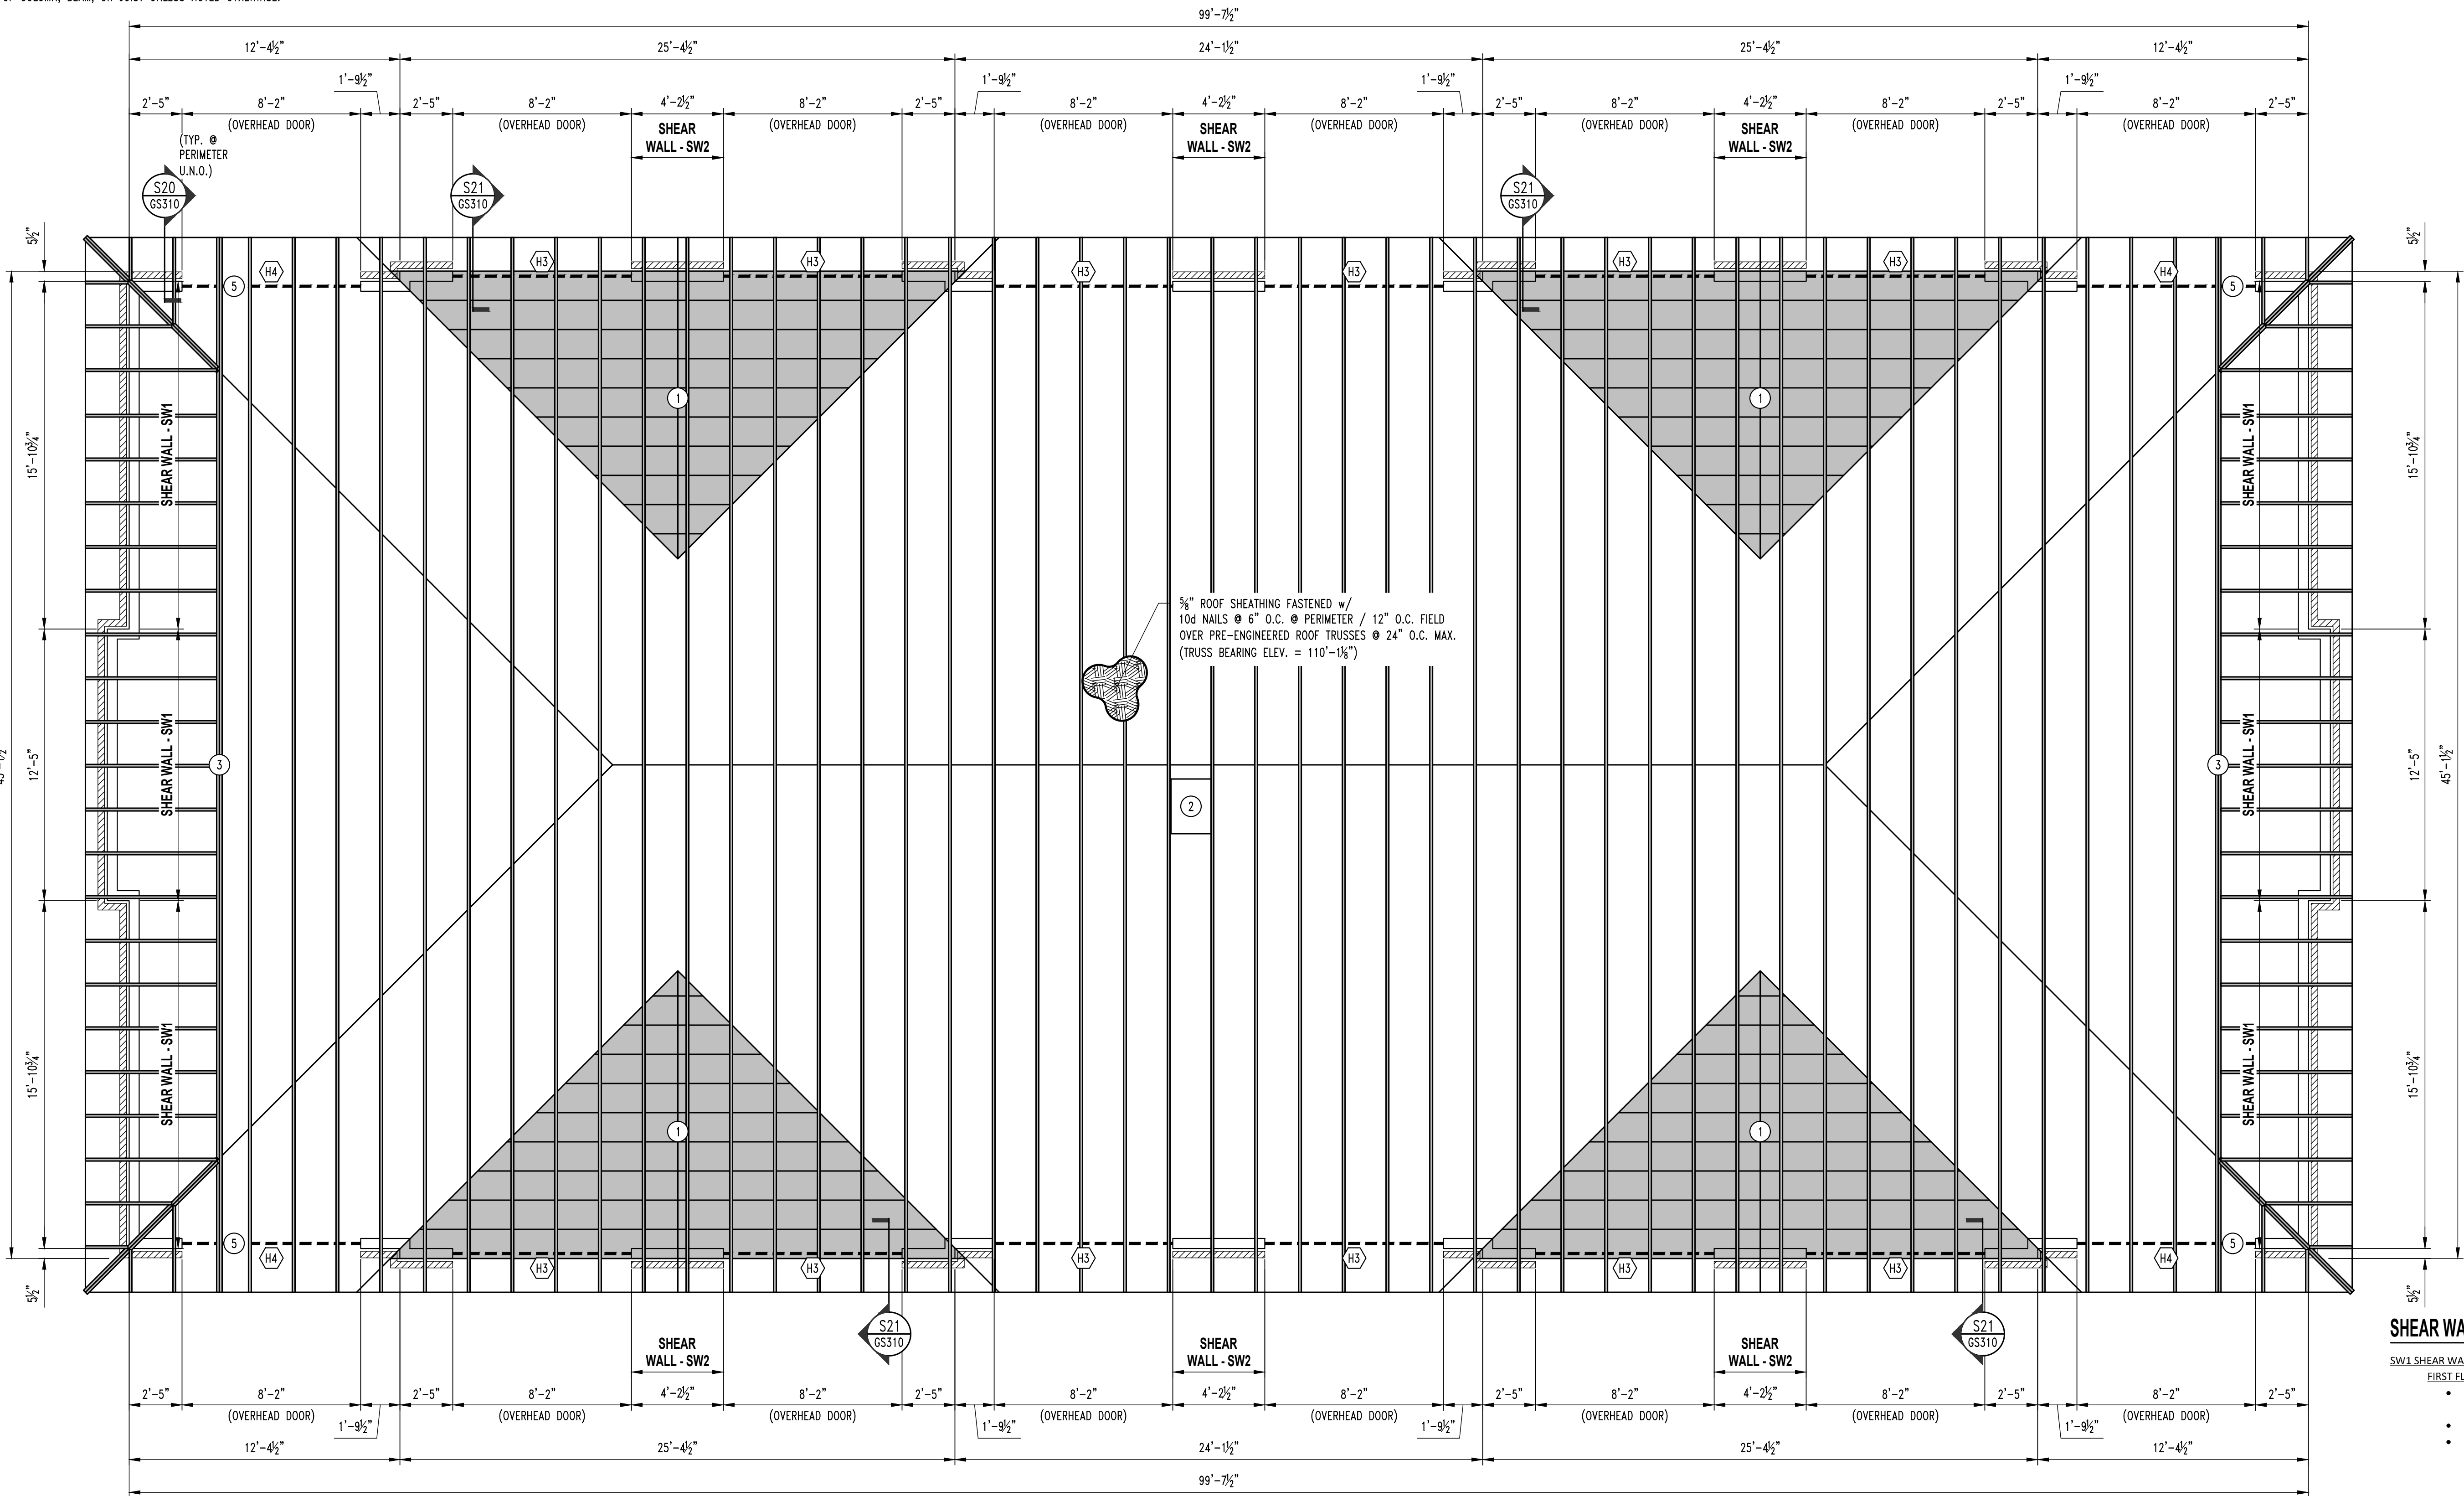 99'-7½"
12'-4½" 25'-4½" 24'-1½" 25'-4½" 12'-4½"
1'-9½" 1'-9½" 1'-9½" 1'-9½"
2'-5" 8'-2" 2'-5" 8'-2" 4'-2½" 8'-2" 2'-5" 8'-2" 4'-2½" 8'-2" 2'-5" 8'-2" 4'-2½" 8'-2" 2'-5" 8'-2" 2'-5"
(OVERHEAD DOOR) (OVERHEAD DOOR) (OVERHEAD DOOR) (OVERHEAD DOOR) (OVERHEAD DOOR) (OVERHEAD DOOR) (OVERHEAD DOOR) (OVERHEAD DOOR)
SHEAR
WALL - SW2
SHEAR
WALL - SW2
SHEAR
WALL - SW2
(TYP. @
PERIMETER
U.N.O.)
S20
GS310
S21
GS310
S21
GS310
5½" 5½"
H4 H3 H3 H3 H3 H3 H3 H4
5 5
1 1
15'-10¾" SHEAR WALL - SW1 SHEAR WALL - SW1 15'-10¾"
⅝" ROOF SHEATHING FASTENED w/
10d NAILS @ 6" O.C. @ PERIMETER / 12" O.C. FIELD
OVER PRE-ENGINEERED ROOF TRUSSES @ 24" O.C. MAX.
(TRUSS BEARING ELEV. = 110'-1⅛")
12'-5" SHEAR WALL - SW1 3 3 SHEAR WALL - SW1 12'-5" 45'-1½"
2
15'-10¾" SHEAR WALL - SW1 SHEAR WALL - SW1 15'-10¾"
1 1
5 5
H4 H3 H3 H3 H3 H3 H3 H4
5½" 5½"
S21
GS310
S21
GS310
SHEAR
WALL - SW2
SHEAR
WALL - SW2
SHEAR
WALL - SW2
2'-5" 8'-2" 2'-5" 8'-2" 4'-2½" 8'-2" 2'-5" 8'-2" 4'-2½" 8'-2" 2'-5" 8'-2" 4'-2½" 8'-2" 2'-5" 8'-2" 2'-5"
(OVERHEAD DOOR) (OVERHEAD DOOR) (OVERHEAD DOOR) (OVERHEAD DOOR) (OVERHEAD DOOR) (OVERHEAD DOOR) (OVERHEAD DOOR) (OVERHEAD DOOR)
1'-9½" 1'-9½" 1'-9½" 1'-9½"
12'-4½" 25'-4½" 24'-1½" 25'-4½" 12'-4½"
99'-7½"
SHEAR WA
SW1 SHEAR WA
FIRST FL